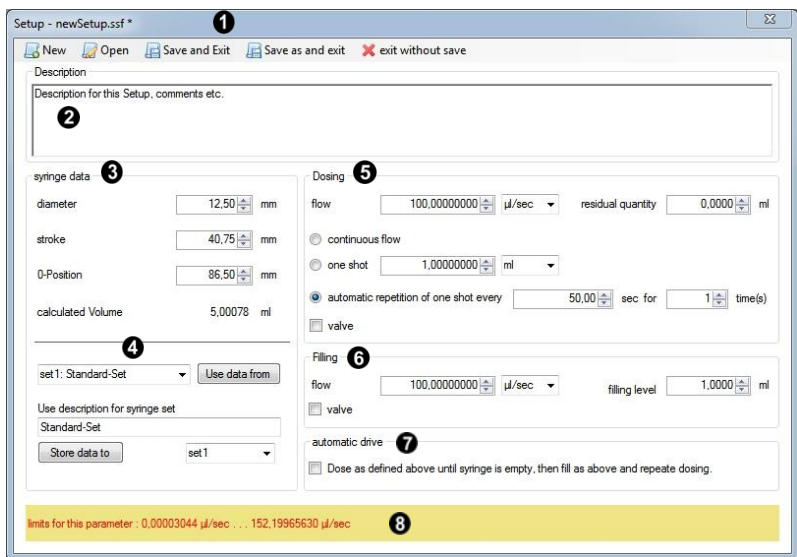 Setup - newSetup.ssf * 1
New Open Save and Exit Save as and exit exit without save
Description
Description for this Setup, comments etc.
2
syringe data 3
diameter 12,50 mm
stroke 40,75 mm
0-Position 86,50 mm
calculated Volume 5,00078 ml
4
set1: Standard-Set Use data from
Use description for syringe set
Standard-Set
Store data to set1
Dosing 5
flow 100,00000000 µl/sec residual quantity 0,0000 ml
continuous flow
one shot 1,00000000 ml
automatic repetition of one shot every 50,00 sec for 1 time(s)
valve
Filling 6
flow 100,00000000 µl/sec filling level 1,0000 ml
valve
automatic drive 7
Dose as defined above until syringe is empty, then fill as above and repeat dosing.
limits for this parameter : 0,00003044 µl/sec . . . 152,19965630 µl/sec 8